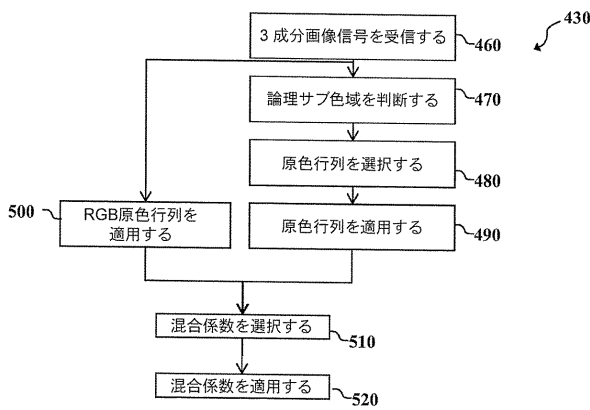 430
3成分画像信号を受信する
460
論理サブ色域を判断する
470
原色行列を選択する
480
500
RGB原色行列を
適用する
原色行列を適用する
490
混合係数を選択する
510
混合係数を適用する
520